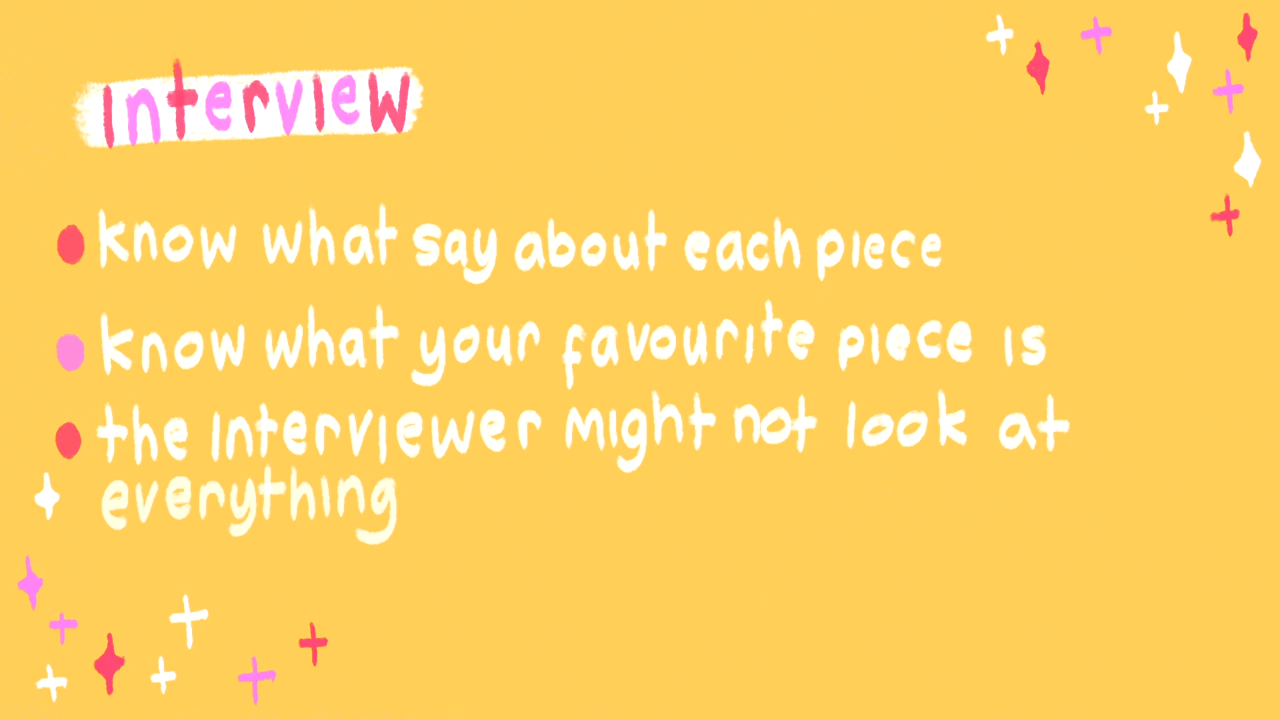 Interview
know what say about each piece
know what your favourite piece is
the interviewer might not look at
everything